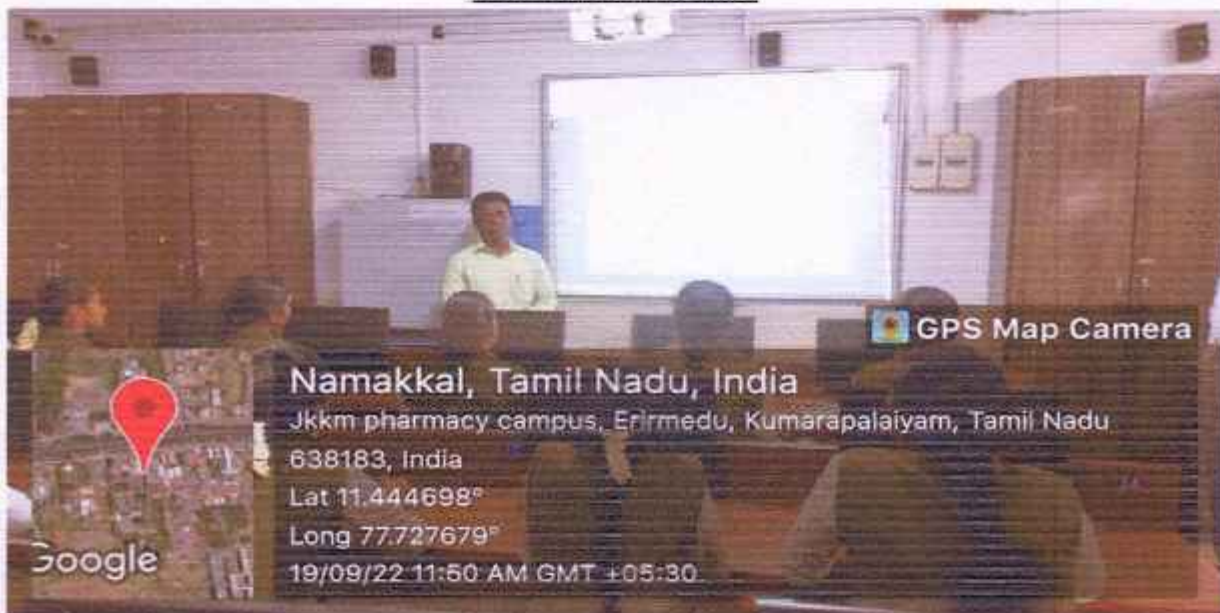 GPS Map Camera
Namakkal, Tamil Nadu, India
Jkkm pharmacy campus, Erirmedu, Kumarapalaiyam, Tamil Nadu
638183, India
Lat 11.444698°
Long 77.727679°
19/09/22 11:50 AM GMT +05:30
Google